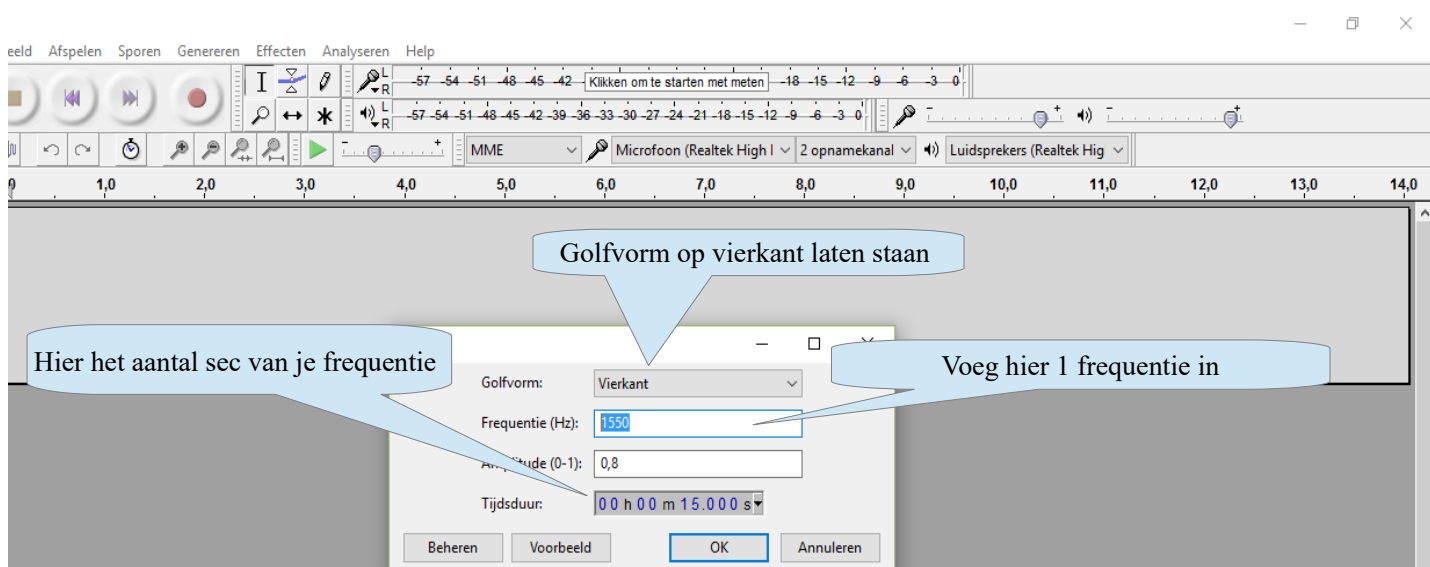 eeld Afspelen Sporen Genereren Effecten Analyseren Help
L R -57 -54 -51 -48 -45 -42 Klikken om te starten met meten -18 -15 -12 -9 -6 -3 0
L R -57 -54 -51 -48 -45 -42 -39 -36 -33 -30 -27 -24 -21 -18 -15 -12 -9 -6 -3 0 - + - +
- + MME Microfoon (Realtek High I 2 opnamekanal Luidsprekers (Realtek Hig
0 1,0 2,0 3,0 4,0 5,0 6,0 7,0 8,0 9,0 10,0 11,0 12,0 13,0 14,0
Golfvorm op vierkant laten staan
Hier het aantal sec van je frequentie
Voeg hier 1 frequentie in
Golfvorm: Vierkant
Frequentie (Hz): 1550
Amplitude (0-1): 0,8
Tijdsduur: 00 h 00 m 15.000 s
Beheren Voorbeeld OK Annuleren